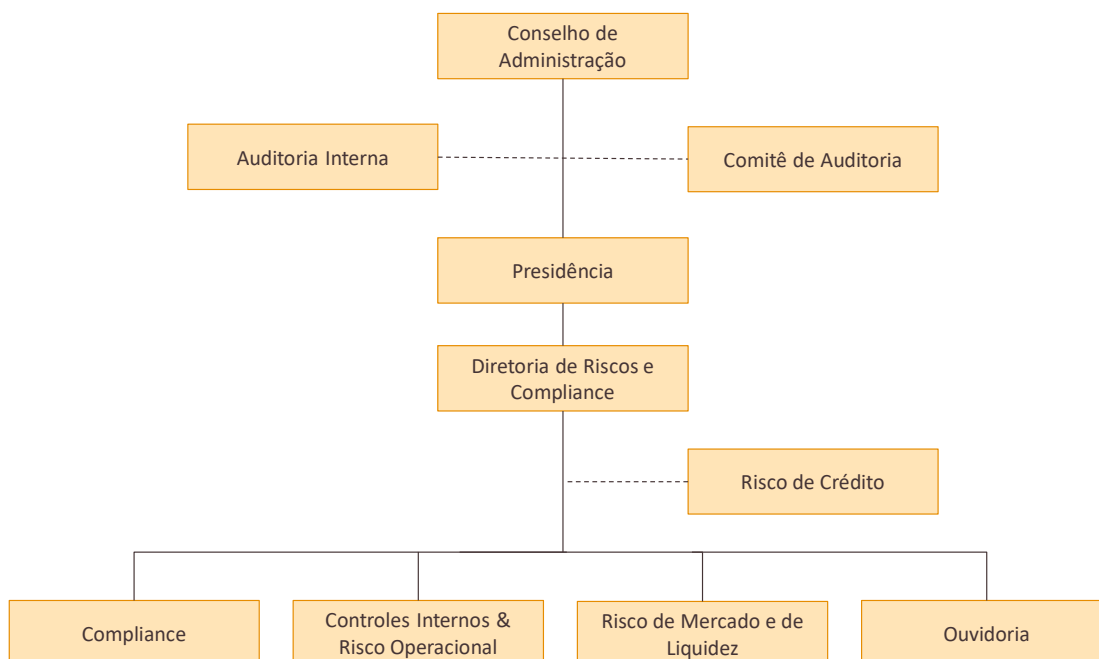 Conselho de
Administração
Auditoria Interna
Comitê de Auditoria
Presidência
Diretoria de Riscos e
Compliance
Risco de Crédito
Compliance
Controles Internos &
Risco Operacional
Risco de Mercado e de
Liquidez
Ouvidoria